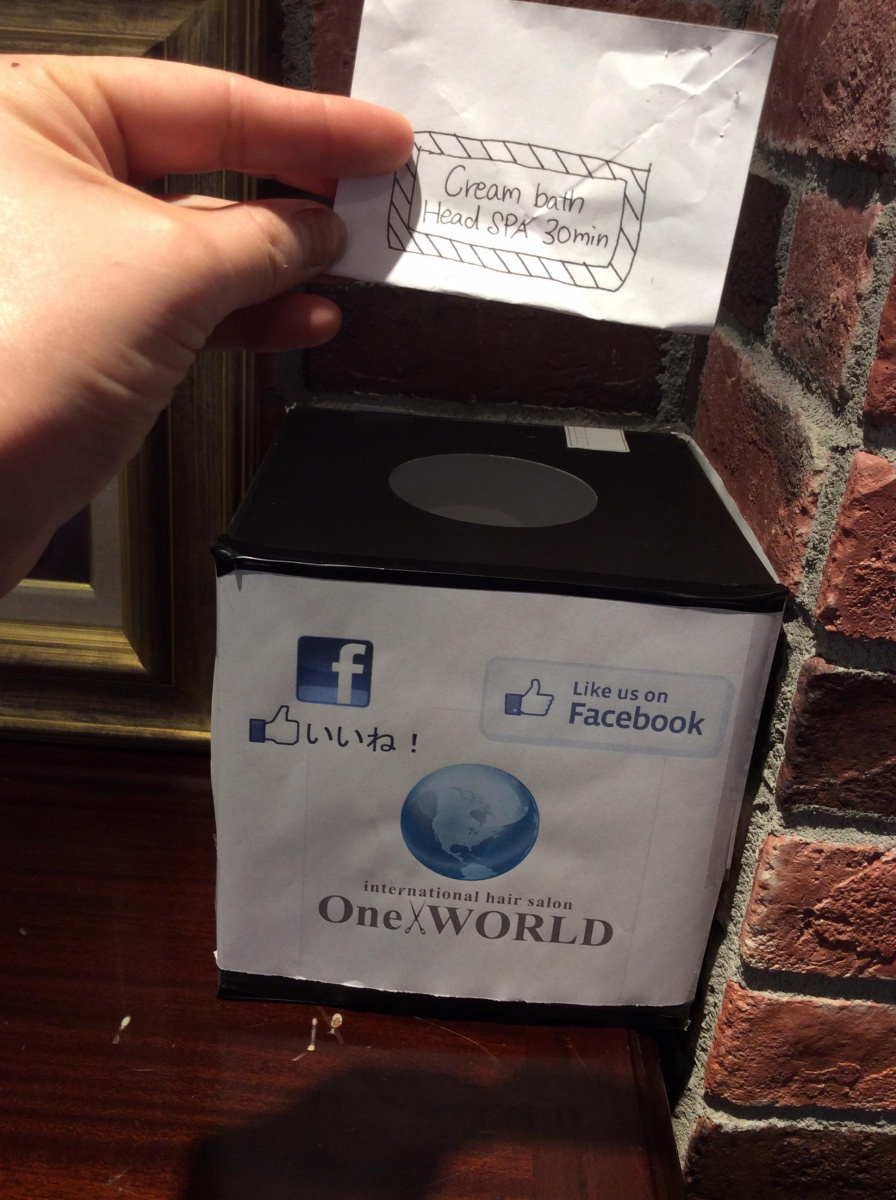 Cream bath
Head SPA 30min
f
いいね！
Like us on
Facebook
international hair salon
One WORLD